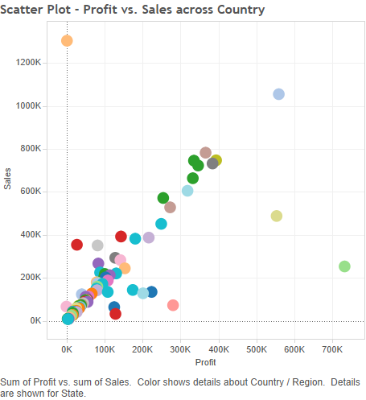 Scatter Plot - Profit vs. Sales across Country
1200K
1000K
800K
600K
400K
200K
0K
Sales
0K 100K 200K 300K 400K 500K 600K 700K
Profit
Sum of Profit vs. sum of Sales. Color shows details about Country / Region. Details
are shown for State.